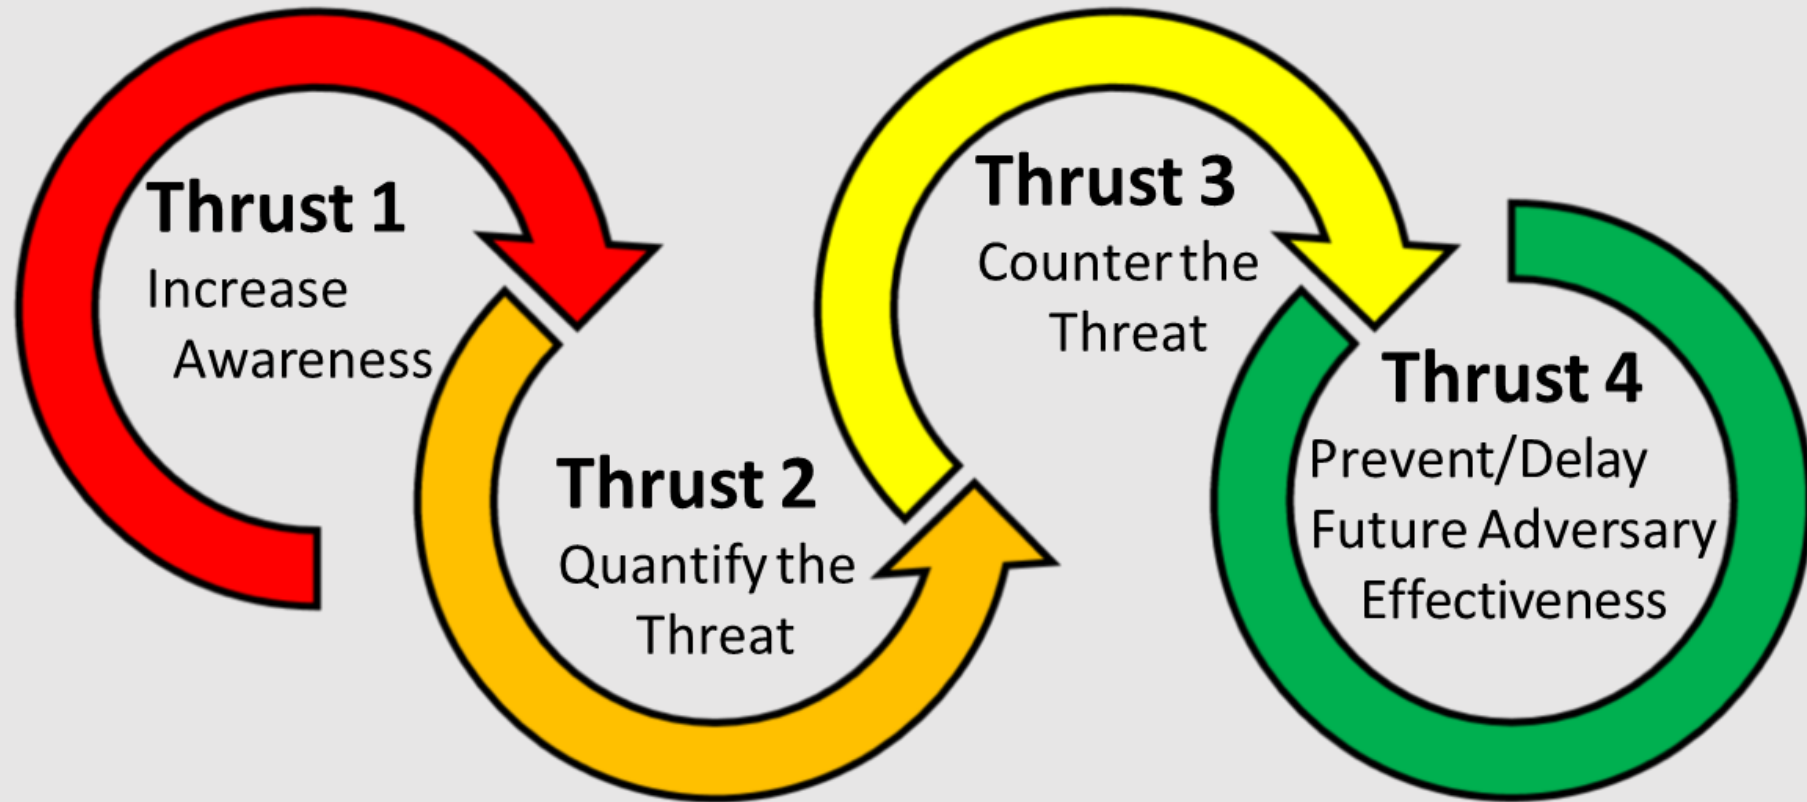 Thrust 1
Increase
Awareness
Thrust 2
Quantify the
Threat
Thrust 3
Counter the
Threat
Thrust 4
Prevent/Delay
Future Adversary
Effectiveness